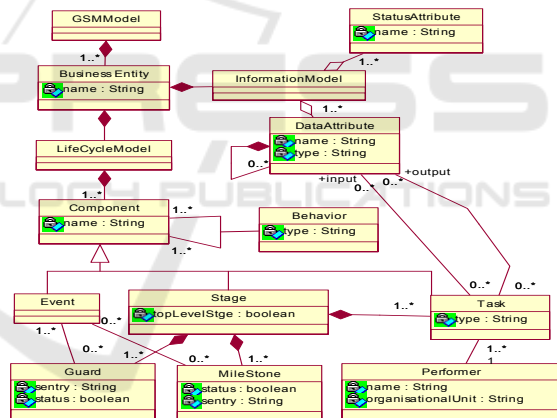 GSMModel
StatusAttribute
name : String
1..*
1..*
Business Entity
name : String
InformationModel
1..*
DataAttribute
name : String
type : String
LifeCycleModel
0..*
+input
0..*
0..*
+output
1..*
Component
name : String
1..*
1..*
Behavior
type : String
Event
Stage
topLevelStge : boolean
1..*
0..*
0..*
Task
type : String
1..*
0..*
0..*
1..*
1..*
1..*
1
Guard
sentry : String
status : boolean
MileStone
status : boolean
sentry : String
Performer
name : String
organisationalUnit : String
PUBLICATIONS